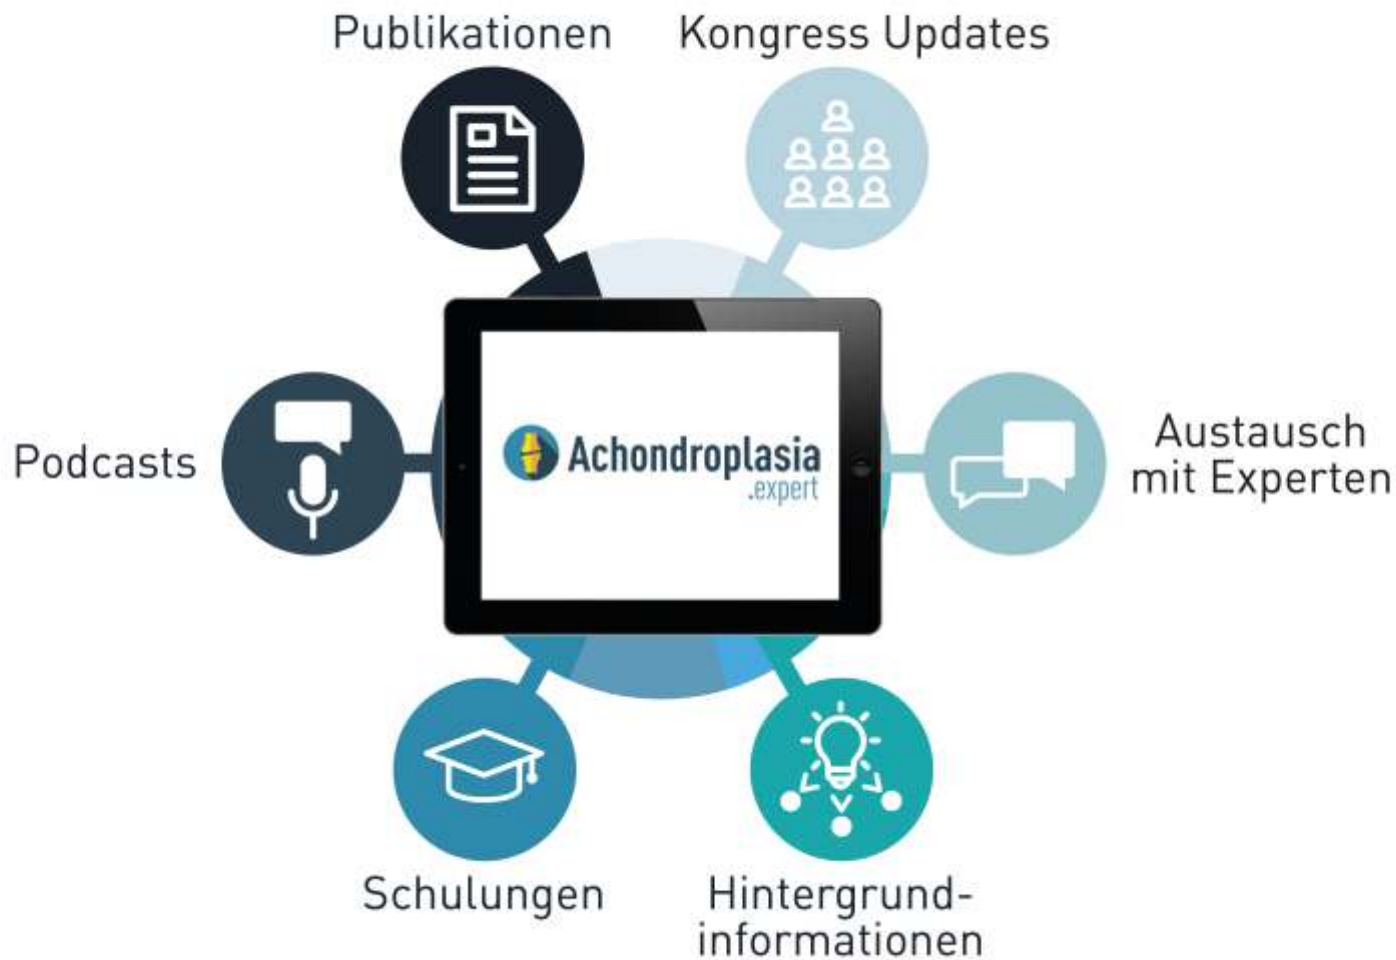 Publikationen
Kongress Updates
Podcasts
Achondroplasia
.expert
Austausch
mit Experten
Schulungen
Hintergrund-
informationen